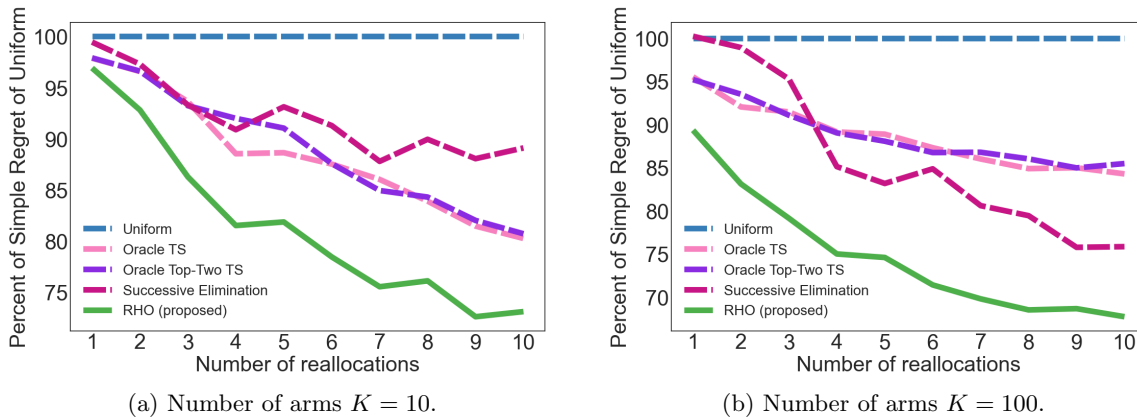 Percent of Simple Regret of Uniform
100
95
90
85
80
75
Uniform
Oracle TS
Oracle Top-Two TS
Successive Elimination
RHO (proposed)
1 2 3 4 5 6 7 8 9 10
Number of reallocations
(a) Number of arms K = 10.
Percent of Simple Regret of Uniform
100
95
90
85
80
75
70
Uniform
Oracle TS
Oracle Top-Two TS
Successive Elimination
RHO (proposed)
1 2 3 4 5 6 7 8 9 10
Number of reallocations
(b) Number of arms K = 100.